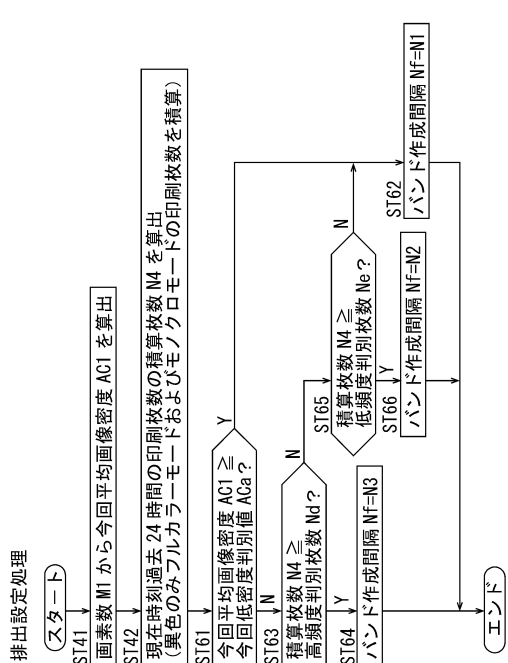 排出設定処理
スタート
ST41
画素数 M1 から今回平均画像密度 AC1 を算出
ST42
現在時刻過去 24 時間の印刷枚数の積算枚数 N4 を算出
(異色のみフルカラーモードおよびモノクロモードの印刷枚数を積算)
ST61
今回平均画像密度 AC1 ≧
今回低密度判別値 ACa？
Y
N
ST63
積算枚数 N4 ≧
高頻度判別枚数 Nd？
N
Y
ST64
バンド作成間隔 Nf=N3
ST65
積算枚数 N4 ≧
低頻度判別枚数 Ne？
N
Y
ST66
バンド作成間隔 Nf=N2
ST62
バンド作成間隔 Nf=N1
エンド